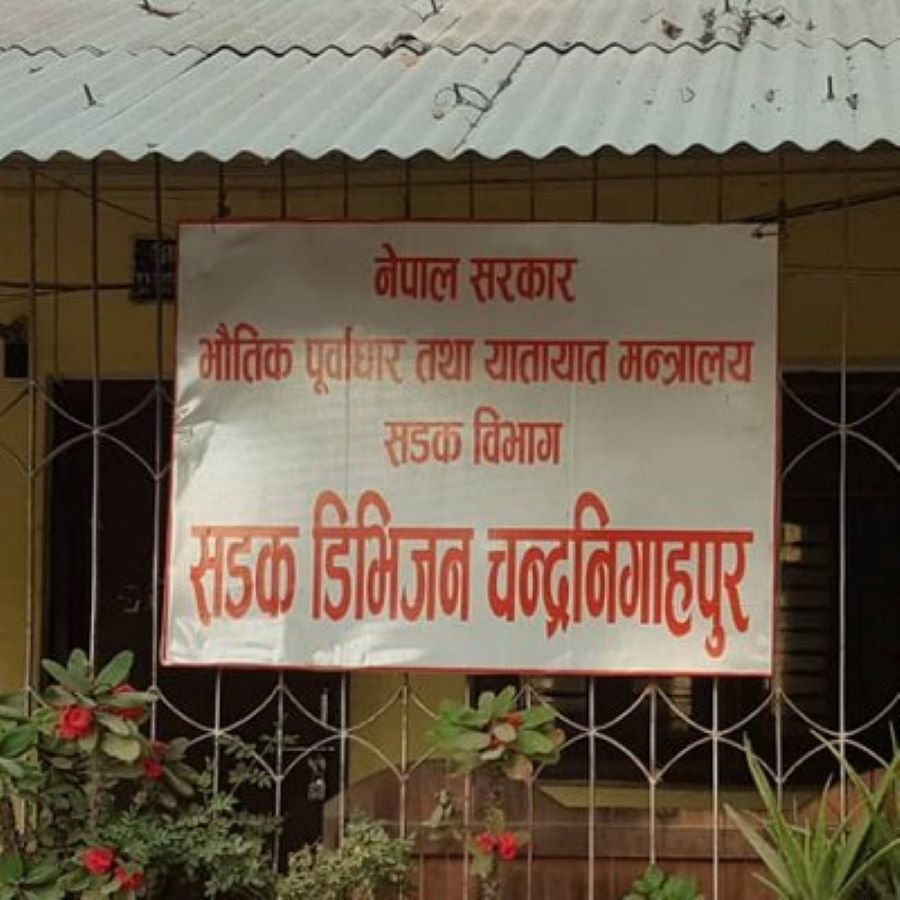 नेपाल सरकार
भौतिक पूर्वाधार तथा यातायात मन्त्रालय
सडक विभाग
सडक डिभिजन चन्द्रनिगाहपुर